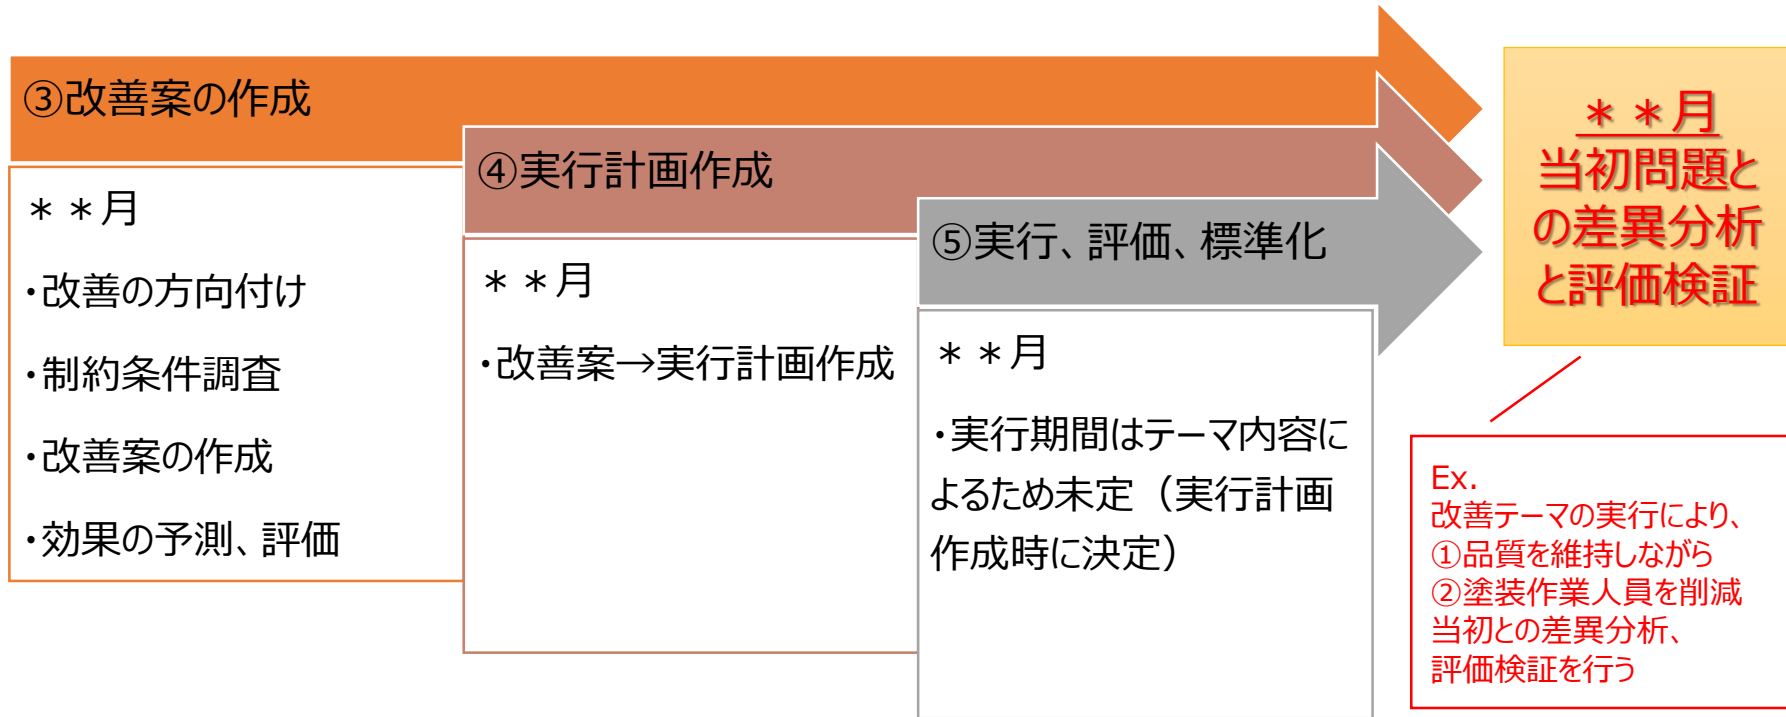 ③改善案の作成
＊＊月
・改善の方向付け
・制約条件調査
・改善案の作成
・効果の予測、評価
④実行計画作成
＊＊月
・改善案→実行計画作成
⑤実行、評価、標準化
＊＊月
・実行期間はテーマ内容に
よるため未定（実行計画
作成時に決定）
＊＊月
当初問題と
の差異分析
と評価検証
Ex.
改善テーマの実行により、
①品質を維持しながら
②塗装作業人員を削減
当初との差異分析、
評価検証を行う